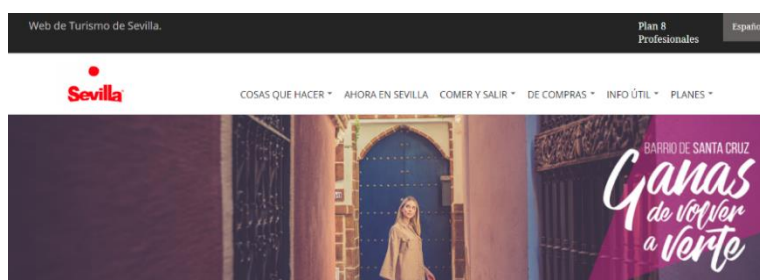 Web de Turismo de Sevilla.
Plan 8
Profesionales
Españo
Sevilla
COSAS QUE HACER
AHORA EN SEVILLA
COMER Y SALIR
DE COMPRAS
INFO ÚTIL
PLANES
BARRIO DE SANTA CRUZ
Ganas
de volver
a verte